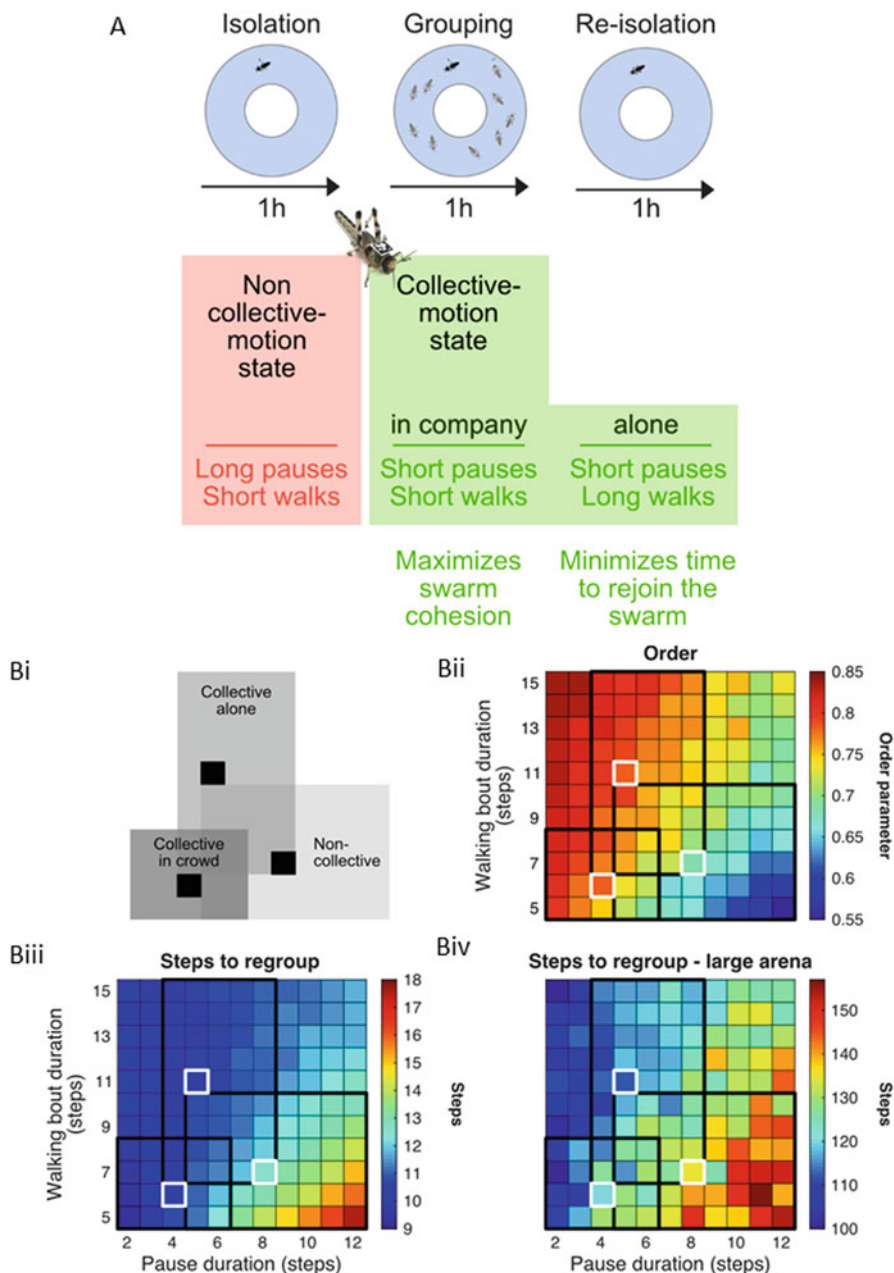 A
Isolation Grouping Re-isolation
1h 1h 1h
Non
collective-
motion
state
Long pauses
Short walks
Collective-
motion
state
in company
Short pauses
Short walks
alone
Short pauses
Long walks
Maximizes
swarm
cohesion
Minimizes time
to rejoin the
swarm
Bi
Collective
alone
Collective
in crowd
Non-
collective
Bii
Order
Walking bout duration
(steps)
15
13
11
9
7
5
0.85
0.8
0.75
0.7
0.65
0.6
0.55
Order parameter
Biii
Steps to regroup
Walking bout duration
(steps)
15
13
11
9
7
5
2 4 6 8 10 12
Pause duration (steps)
18
17
16
15
14
13
12
11
10
9
Steps
Biv
Steps to regroup - large arena
2 4 6 8 10 12
Pause duration (steps)
150
140
130
120
110
100
Steps